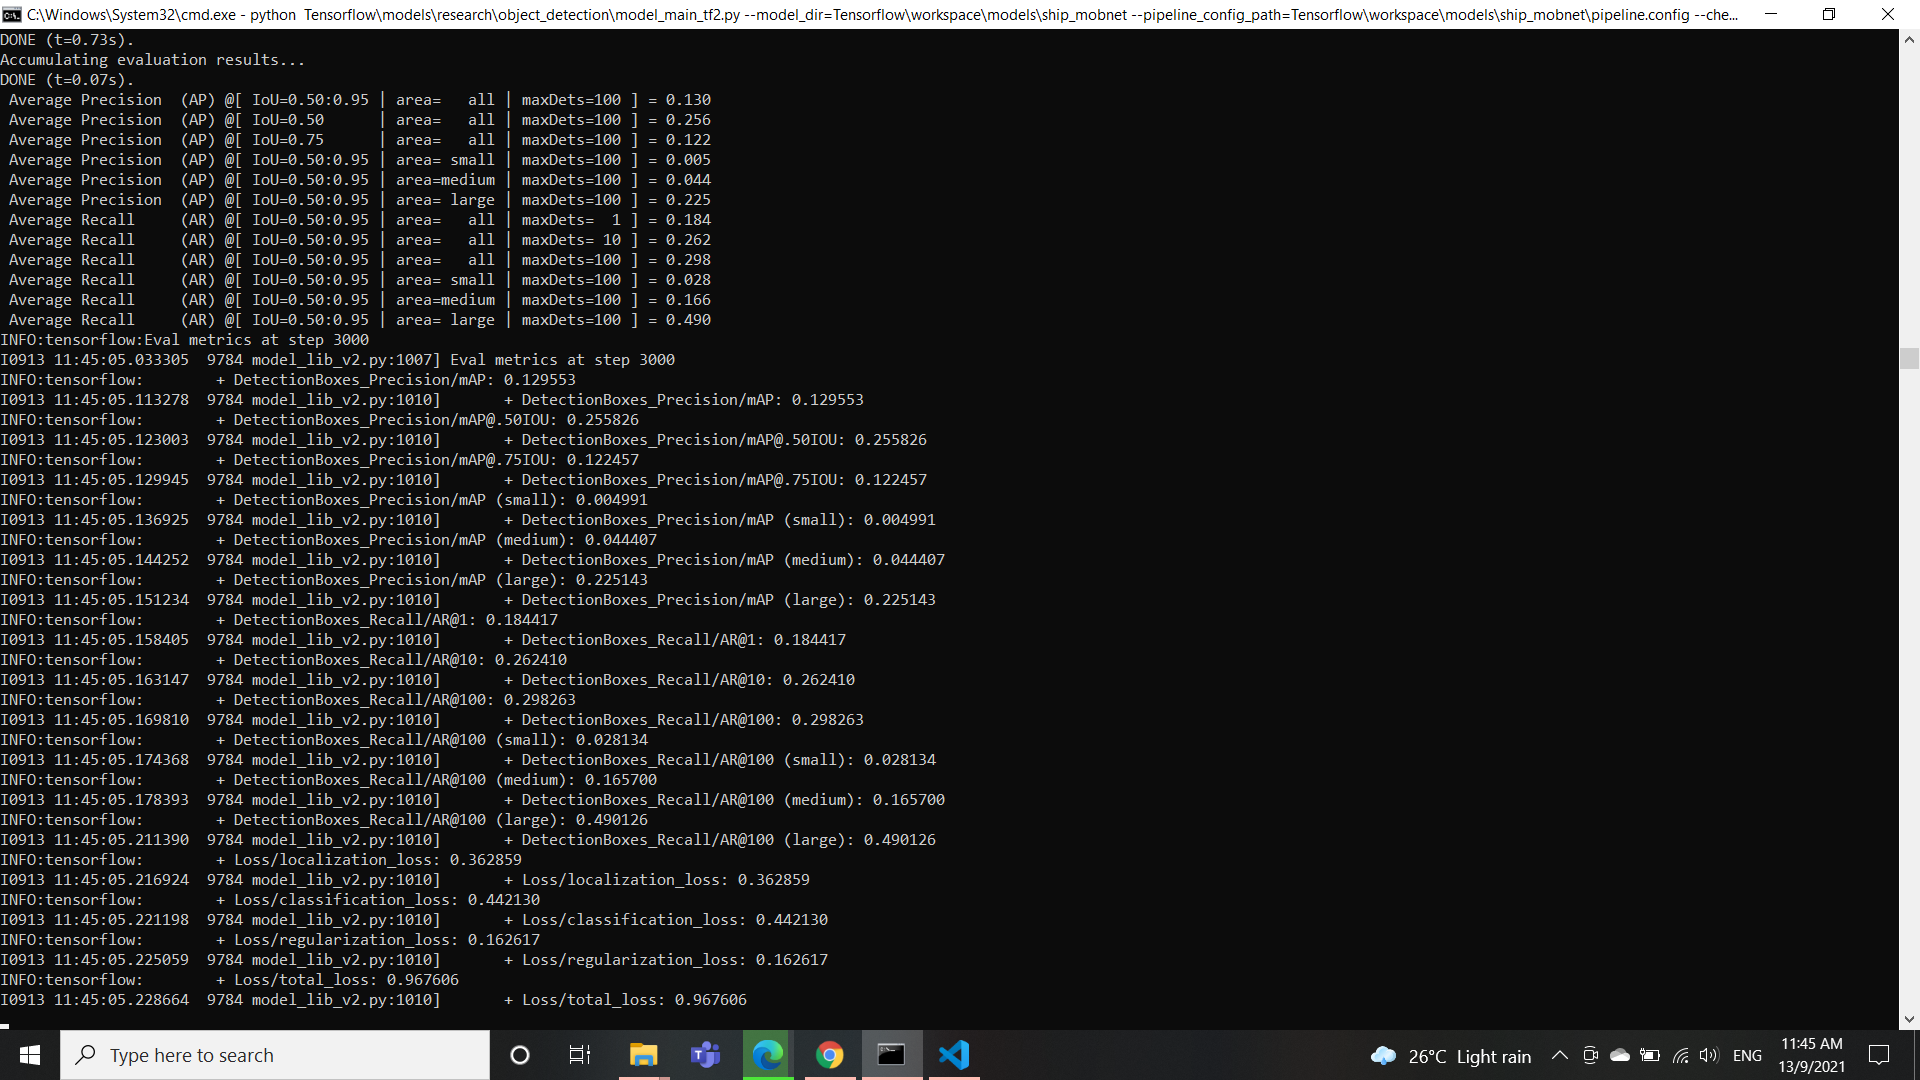 C:\Windows\System32\cmd.exe - python  Tensorflow\models\research\object_detection\model_main_tf2.py --model_dir=Tensorflow\workspace\models\ship_mobnet --pipeline_config_path=Tensorflow\workspace\models\ship_mobnet\pipeline.config --che...
DONE (t=0.73s).
Accumulating evaluation results...
DONE (t=0.07s).
 Average Precision  (AP) @[ IoU=0.50:0.95 | area=   all | maxDets=100 ] = 0.130
 Average Precision  (AP) @[ IoU=0.50      | area=   all | maxDets=100 ] = 0.256
 Average Precision  (AP) @[ IoU=0.75      | area=   all | maxDets=100 ] = 0.122
 Average Precision  (AP) @[ IoU=0.50:0.95 | area= small | maxDets=100 ] = 0.005
 Average Precision  (AP) @[ IoU=0.50:0.95 | area=medium | maxDets=100 ] = 0.044
 Average Precision  (AP) @[ IoU=0.50:0.95 | area= large | maxDets=100 ] = 0.225
 Average Recall     (AR) @[ IoU=0.50:0.95 | area=   all | maxDets=  1 ] = 0.184
 Average Recall     (AR) @[ IoU=0.50:0.95 | area=   all | maxDets= 10 ] = 0.262
 Average Recall     (AR) @[ IoU=0.50:0.95 | area=   all | maxDets=100 ] = 0.298
 Average Recall     (AR) @[ IoU=0.50:0.95 | area= small | maxDets=100 ] = 0.028
 Average Recall     (AR) @[ IoU=0.50:0.95 | area=medium | maxDets=100 ] = 0.166
 Average Recall     (AR) @[ IoU=0.50:0.95 | area= large | maxDets=100 ] = 0.490
INFO:tensorflow:Eval metrics at step 3000
I0913 11:45:05.033305  9784 model_lib_v2.py:1007] Eval metrics at step 3000
INFO:tensorflow:        + DetectionBoxes_Precision/mAP: 0.129553
I0913 11:45:05.113278  9784 model_lib_v2.py:1010]       + DetectionBoxes_Precision/mAP: 0.129553
INFO:tensorflow:        + DetectionBoxes_Precision/mAP@.50IOU: 0.255826
I0913 11:45:05.123003  9784 model_lib_v2.py:1010]       + DetectionBoxes_Precision/mAP@.50IOU: 0.255826
INFO:tensorflow:        + DetectionBoxes_Precision/mAP@.75IOU: 0.122457
I0913 11:45:05.129945  9784 model_lib_v2.py:1010]       + DetectionBoxes_Precision/mAP@.75IOU: 0.122457
INFO:tensorflow:        + DetectionBoxes_Precision/mAP (small): 0.004991
I0913 11:45:05.136925  9784 model_lib_v2.py:1010]       + DetectionBoxes_Precision/mAP (small): 0.004991
INFO:tensorflow:        + DetectionBoxes_Precision/mAP (medium): 0.044407
I0913 11:45:05.144252  9784 model_lib_v2.py:1010]       + DetectionBoxes_Precision/mAP (medium): 0.044407
INFO:tensorflow:        + DetectionBoxes_Precision/mAP (large): 0.225143
I0913 11:45:05.151234  9784 model_lib_v2.py:1010]       + DetectionBoxes_Precision/mAP (large): 0.225143
INFO:tensorflow:        + DetectionBoxes_Recall/AR@1: 0.184417
I0913 11:45:05.158405  9784 model_lib_v2.py:1010]       + DetectionBoxes_Recall/AR@1: 0.184417
INFO:tensorflow:        + DetectionBoxes_Recall/AR@10: 0.262410
I0913 11:45:05.163147  9784 model_lib_v2.py:1010]       + DetectionBoxes_Recall/AR@10: 0.262410
INFO:tensorflow:        + DetectionBoxes_Recall/AR@100: 0.298263
I0913 11:45:05.169810  9784 model_lib_v2.py:1010]       + DetectionBoxes_Recall/AR@100: 0.298263
INFO:tensorflow:        + DetectionBoxes_Recall/AR@100 (small): 0.028134
I0913 11:45:05.174368  9784 model_lib_v2.py:1010]       + DetectionBoxes_Recall/AR@100 (small): 0.028134
INFO:tensorflow:        + DetectionBoxes_Recall/AR@100 (medium): 0.165700
I0913 11:45:05.178393  9784 model_lib_v2.py:1010]       + DetectionBoxes_Recall/AR@100 (medium): 0.165700
INFO:tensorflow:        + DetectionBoxes_Recall/AR@100 (large): 0.490126
I0913 11:45:05.211390  9784 model_lib_v2.py:1010]       + DetectionBoxes_Recall/AR@100 (large): 0.490126
INFO:tensorflow:        + Loss/localization_loss: 0.362859
I0913 11:45:05.216924  9784 model_lib_v2.py:1010]       + Loss/localization_loss: 0.362859
INFO:tensorflow:        + Loss/classification_loss: 0.442130
I0913 11:45:05.221198  9784 model_lib_v2.py:1010]       + Loss/classification_loss: 0.442130
INFO:tensorflow:        + Loss/regularization_loss: 0.162617
I0913 11:45:05.225059  9784 model_lib_v2.py:1010]       + Loss/regularization_loss: 0.162617
INFO:tensorflow:        + Loss/total_loss: 0.967606
I0913 11:45:05.228664  9784 model_lib_v2.py:1010]       + Loss/total_loss: 0.967606
Type here to search
26°C  Light rain
ENG
11:45 AM
13/9/2021